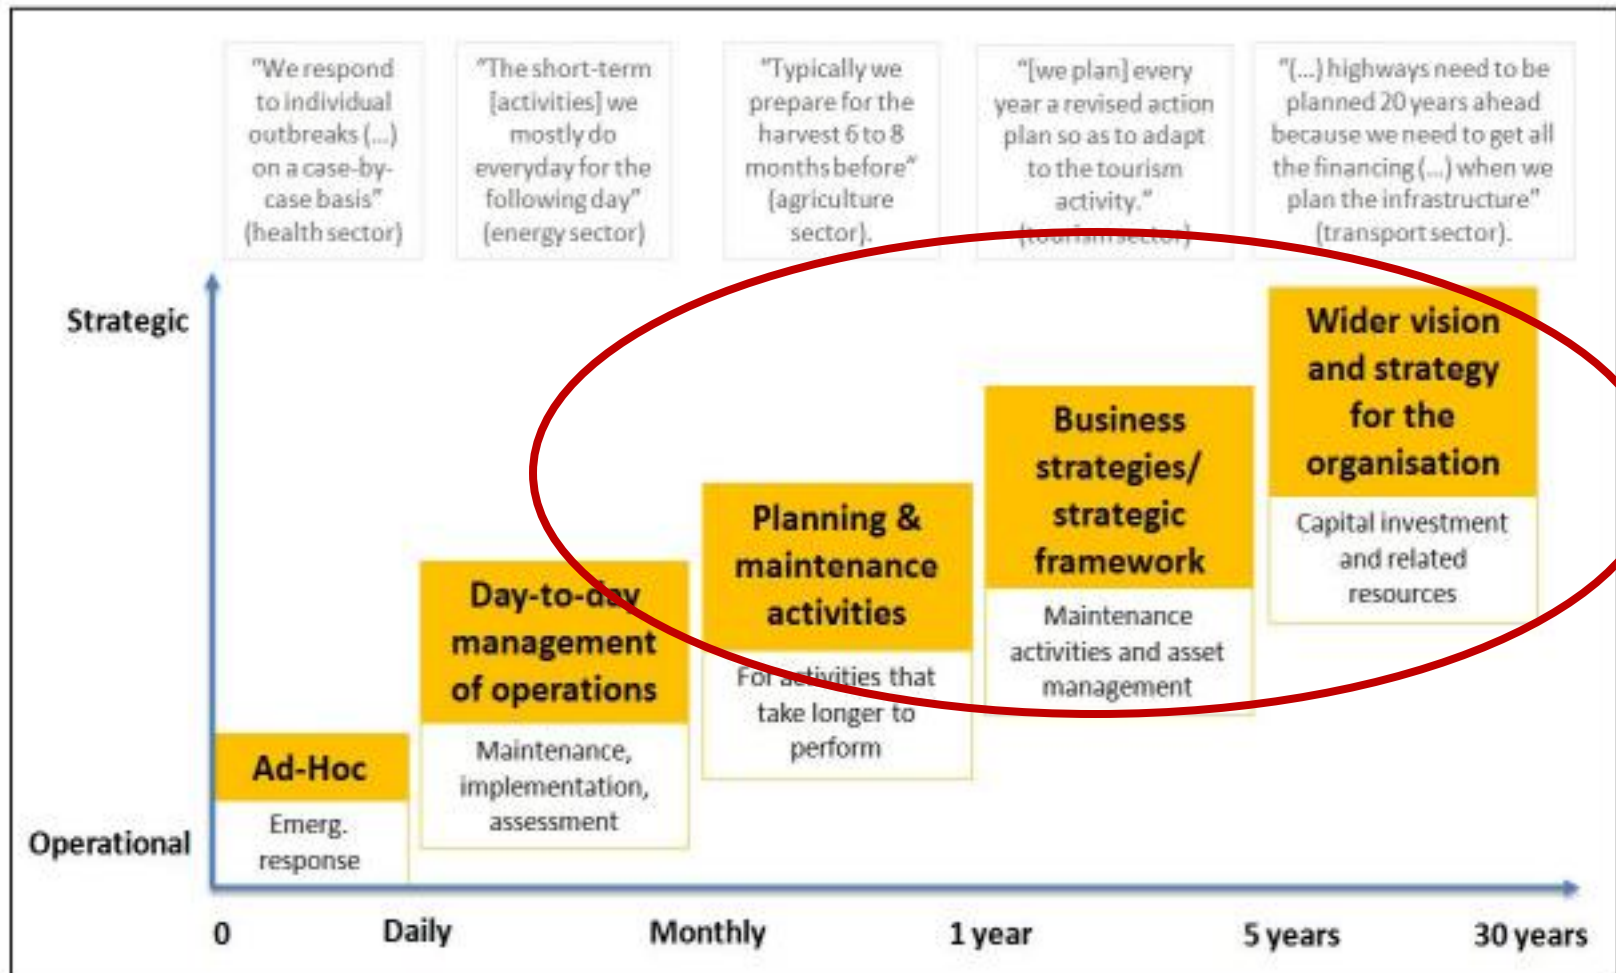 "We respond
to individual
outbreaks (...)
on a case-by-
case basis"
(health sector)
"The short-term
[activities] we
mostly do
everyday for the
following day"
(energy sector)
"Typically we
prepare for the
harvest 6 to 8
months before"
(agriculture
sector).
"[we plan] every
year a revised action
plan so as to adapt
to the tourism
activity."
(tourism sector)
"(...) highways need to be
planned 20 years ahead
because we need to get all
the financing (...) when we
plan the infrastructure"
(transport sector).
Strategic
Operational
Ad-Hoc
Emerg.
response
Day-to-day
management
of operations
Maintenance,
implementation,
assessment
Planning &
maintenance
activities
For activities that
take longer to
perform
Business
strategies/
strategic
framework
Maintenance
activities and asset
management
Wider vision
and strategy
for the
organisation
Capital investment
and related
resources
0
Daily
Monthly
1 year
5 years
30 years